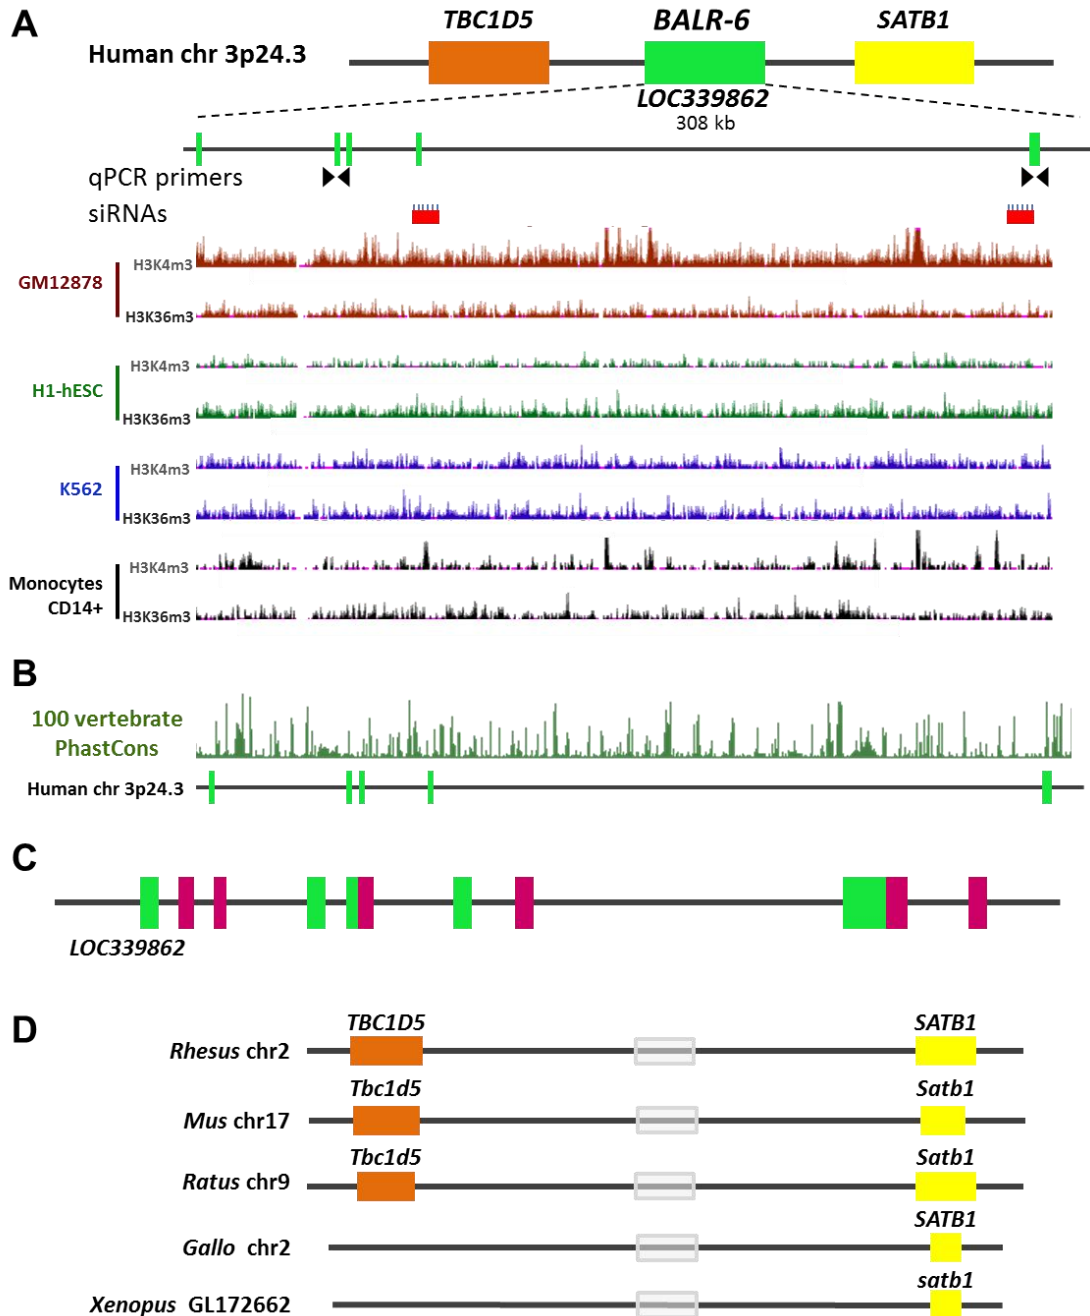 A
TBC1D5 BALR-6 SATB1
Human chr 3p24.3
LOC339862
308 kb
qPCR primers
siRNAs
H3K4m3
GM12878
H3K36m3
H3K4m3
H1-hESC
H3K36m3
H3K4m3
K562
H3K36m3
H3K4m3
Monocytes
CD14+
H3K36m3
B
100 vertebrate
PhastCons
Human chr 3p24.3
C
LOC339862
D
TBC1D5 SATB1
Rhesus chr2
Tbc1d5 Satb1
Mus chr17
Tbc1d5 Satb1
Ratus chr9
SATB1
Gallo chr2
satb1
Xenopus GL172662